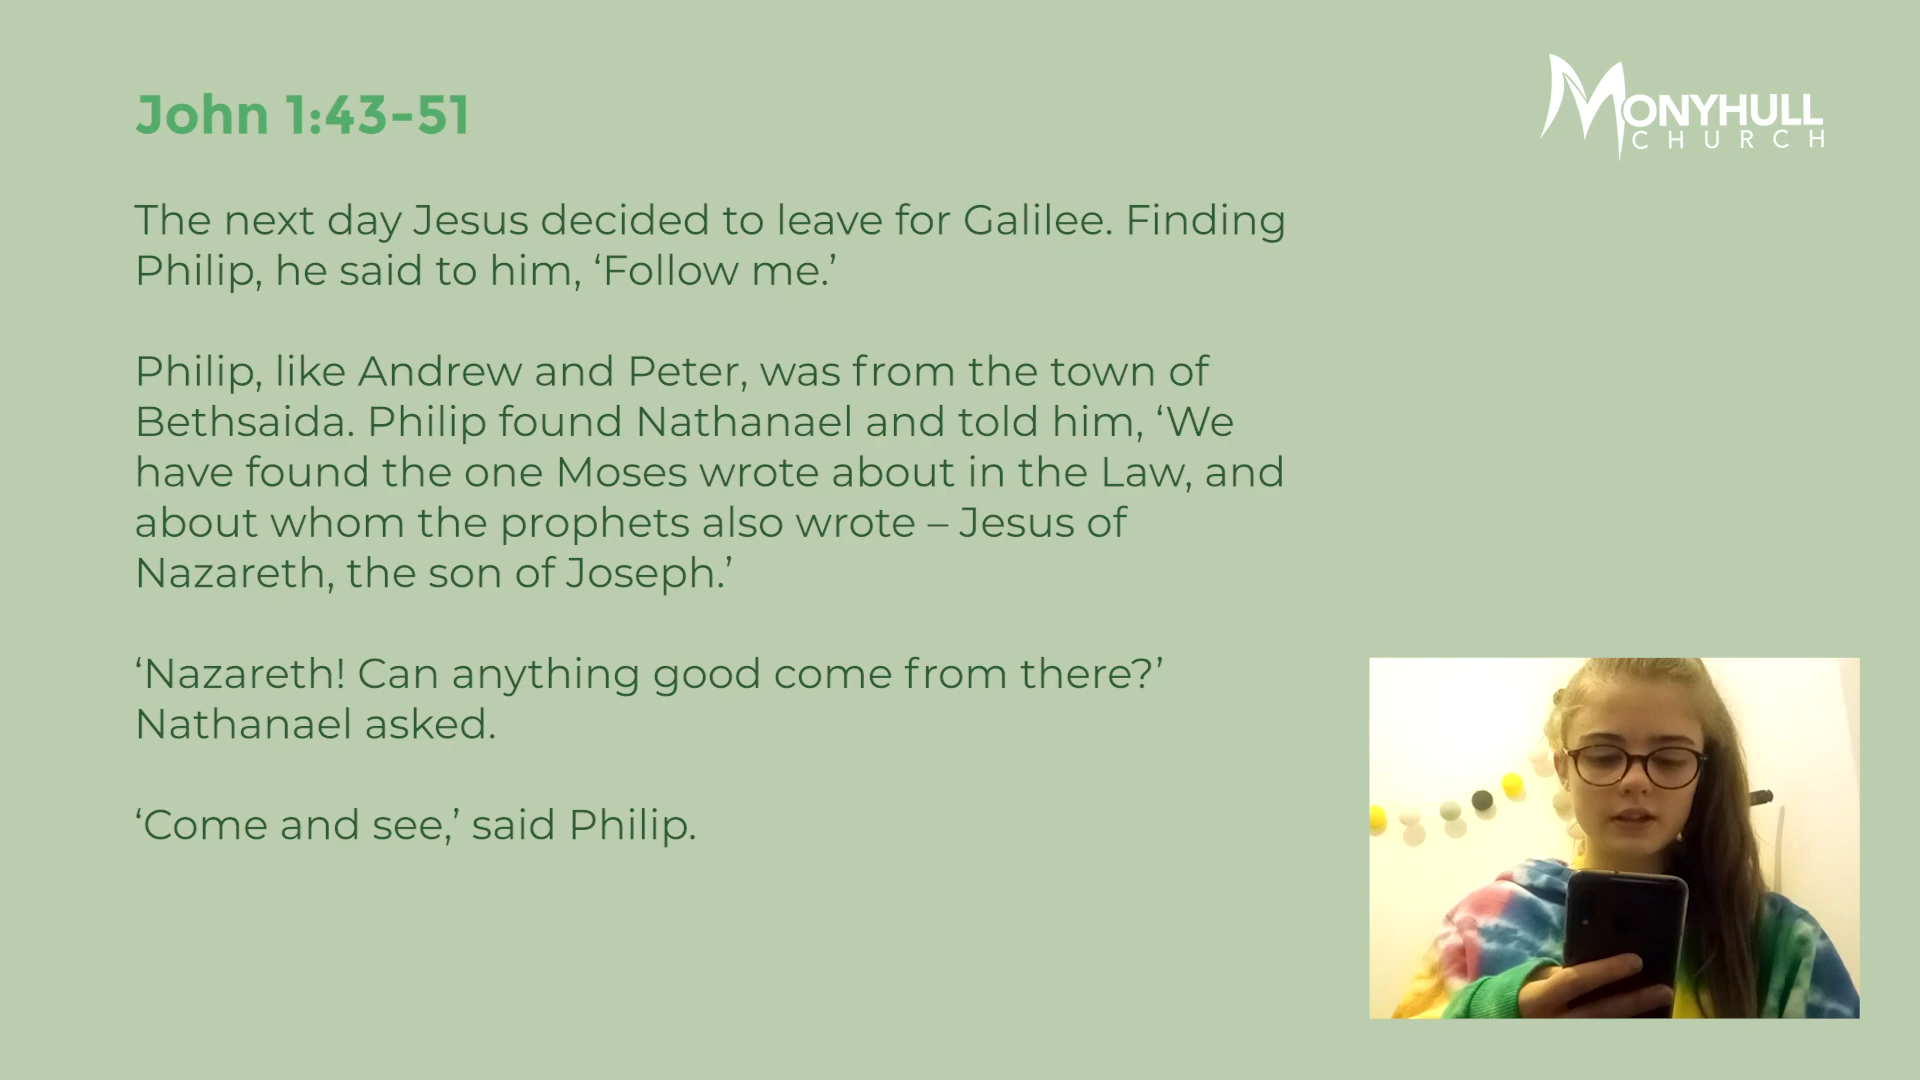 John 1:43-51
MONYHULL
CHURCH
The next day Jesus decided to leave for Galilee. Finding
Philip, he said to him, ‘Follow me.’
Philip, like Andrew and Peter, was from the town of
Bethsaida. Philip found Nathanael and told him, ‘We
have found the one Moses wrote about in the Law, and
about whom the prophets also wrote – Jesus of
Nazareth, the son of Joseph.’
‘Nazareth! Can anything good come from there?’
Nathanael asked.
‘Come and see,’ said Philip.